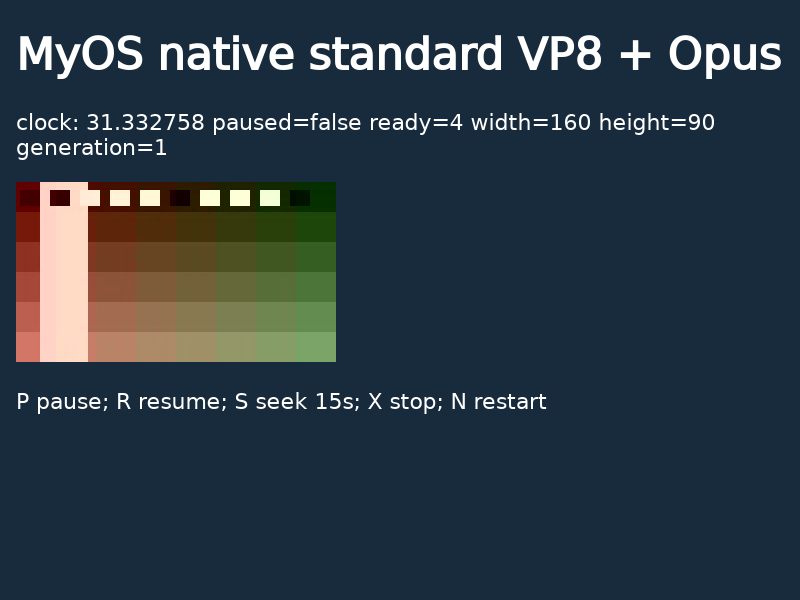 MyOS native standard VP8 + Opus
clock: 31.332758 paused=false ready=4 width=160 height=90
generation=1
P pause; R resume; S seek 15s; X stop; N restart